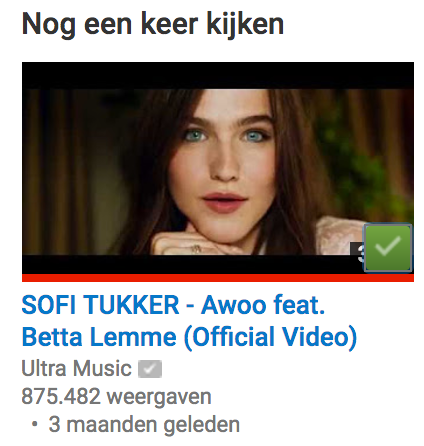 Nog een keer kijken
3
SOFI TUKKER - Awoo feat.
Betta Lemme (Official Video)
Ultra Music
875.482 weergaven
• 3 maanden geleden